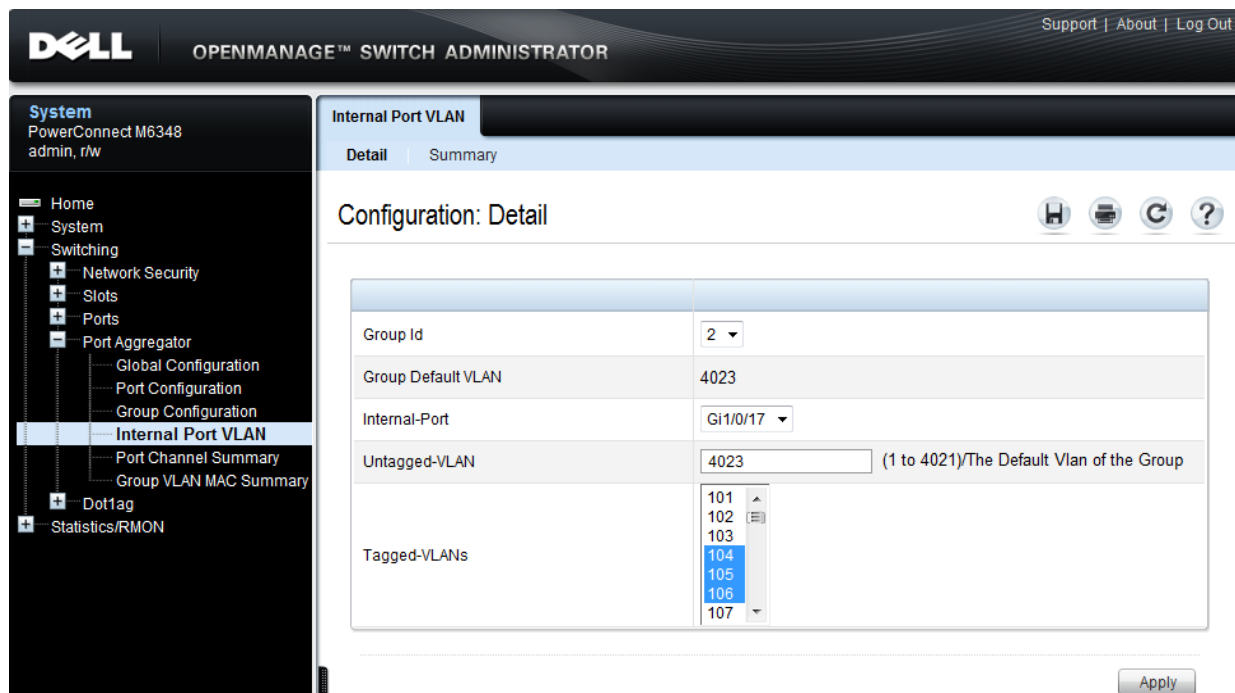 Support | About | Log Out
DELL
OPENMANAGE™ SWITCH ADMINISTRATOR
System
PowerConnect M6348
admin, r/w
Home
System
Switching
Network Security
Slots
Ports
Port Aggregator
Global Configuration
Port Configuration
Group Configuration
Internal Port VLAN
Port Channel Summary
Group VLAN MAC Summary
Dot1ag
Statistics/RMON
Internal Port VLAN
Detail Summary
Configuration: Detail
Group Id 2
Group Default VLAN 4023
Internal-Port Gi1/0/17
Untagged-VLAN 4023 (1 to 4021)/The Default Vlan of the Group
Tagged-VLANs
101
102
103
104
105
106
107
Apply